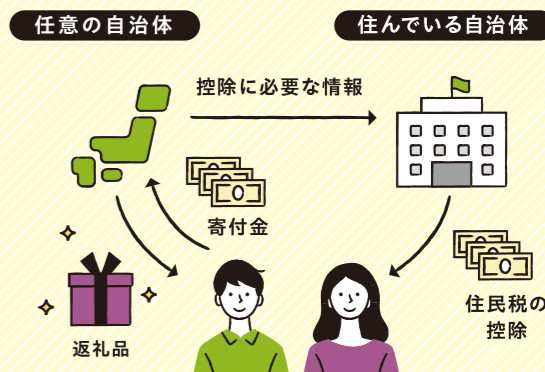 任意の自治体
住んでいる自治体
控除に必要な情報
寄付金
返礼品
住民税の
控除